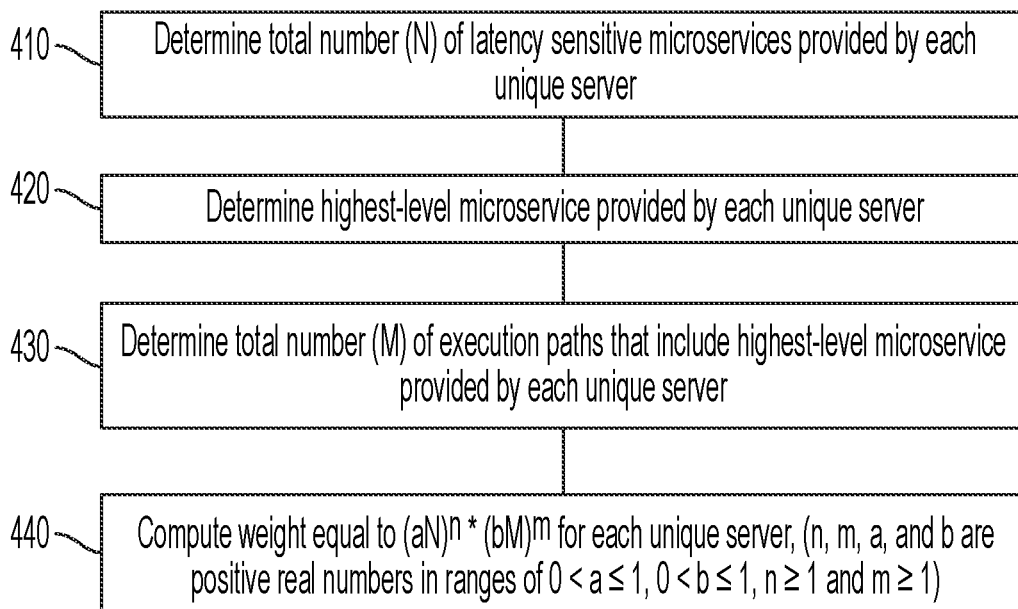 410
Determine total number (N) of latency sensitive microservices provided by each
unique server
420
Determine highest-level microservice provided by each unique server
430
Determine total number (M) of execution paths that include highest-level microservice
provided by each unique server
440
Compute weight equal to (aN)ⁿ * (bM)ᵐ for each unique server, (n, m, a, and b are
positive real numbers in ranges of 0 < a ≤ 1, 0 < b ≤ 1, n ≥ 1 and m ≥ 1)